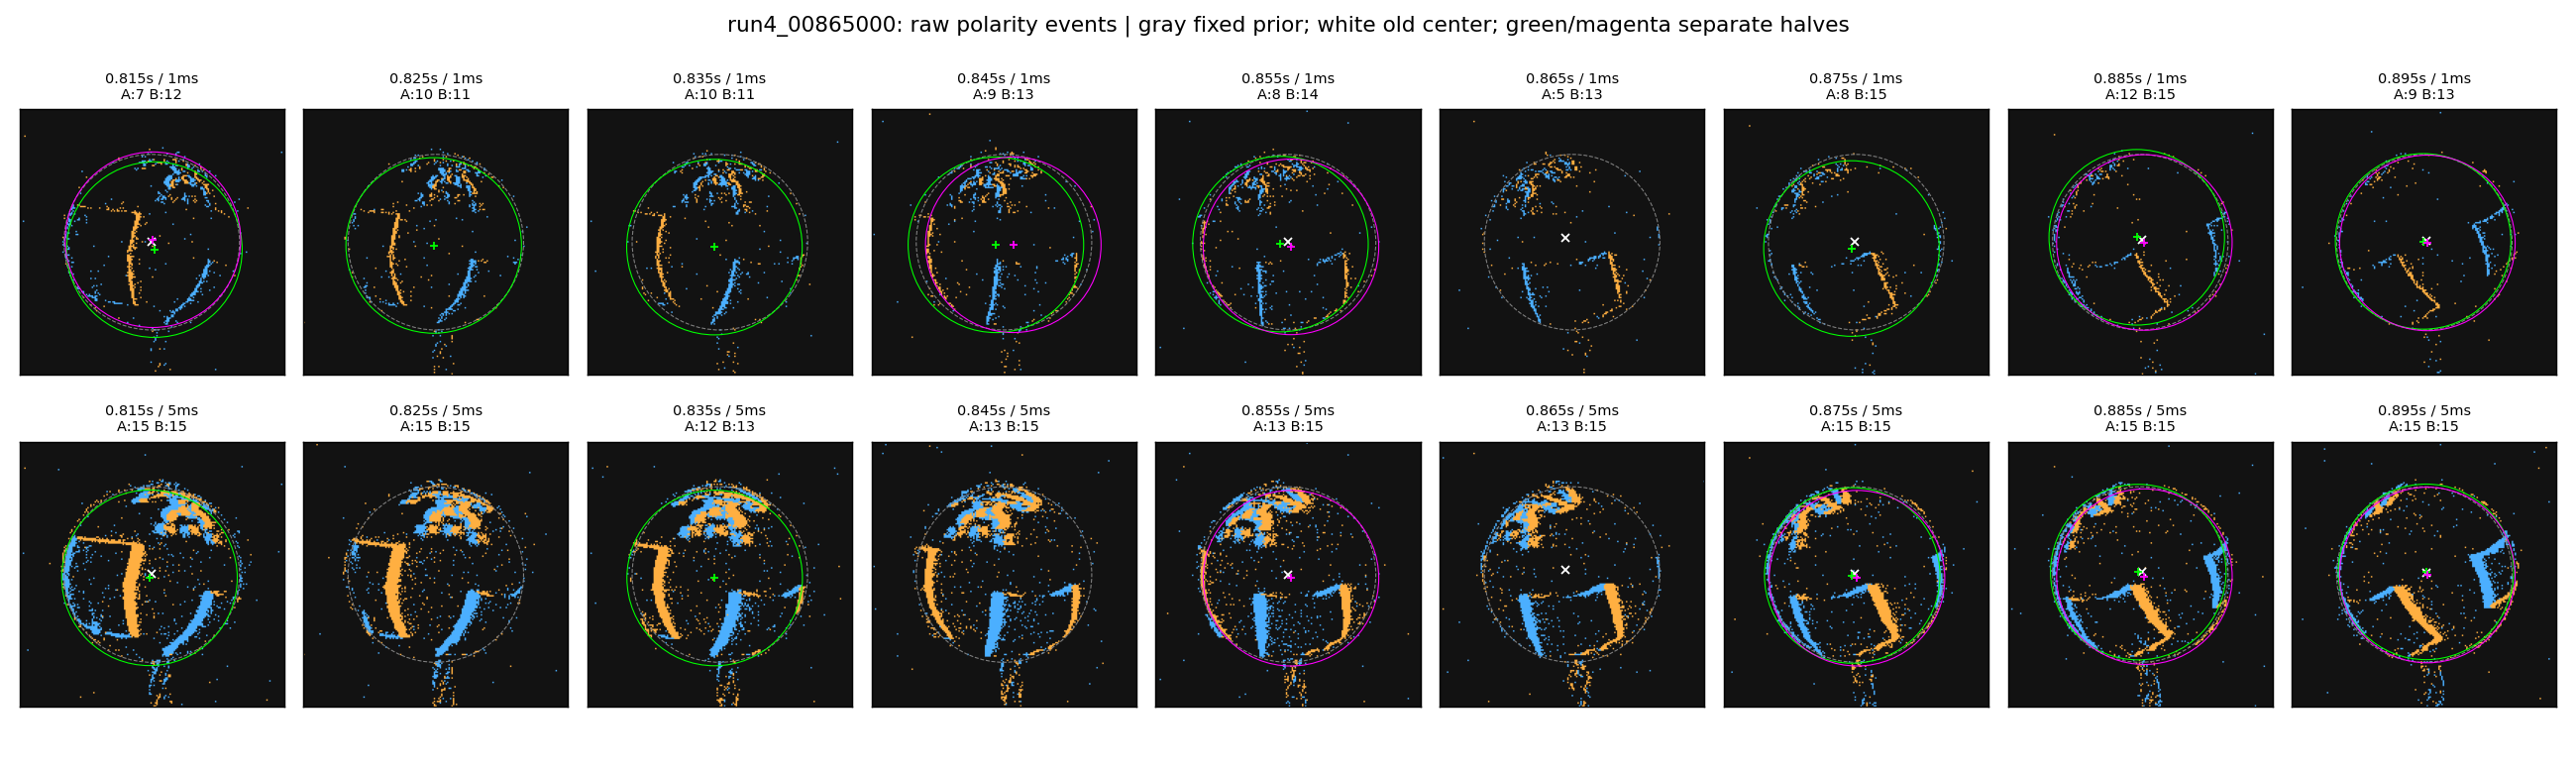 run4_00865000: raw polarity events | gray fixed prior; white old center; green/magenta separate halves
0.815s / 1ms
A:7 B:12
0.825s / 1ms
A:10 B:11
0.835s / 1ms
A:10 B:11
0.845s / 1ms
A:9 B:13
0.855s / 1ms
A:8 B:14
0.865s / 1ms
A:5 B:13
0.875s / 1ms
A:8 B:15
0.885s / 1ms
A:12 B:15
0.895s / 1ms
A:9 B:13
0.815s / 5ms
A:15 B:15
0.825s / 5ms
A:15 B:15
0.835s / 5ms
A:12 B:13
0.845s / 5ms
A:13 B:15
0.855s / 5ms
A:13 B:15
0.865s / 5ms
A:13 B:15
0.875s / 5ms
A:15 B:15
0.885s / 5ms
A:15 B:15
0.895s / 5ms
A:15 B:15